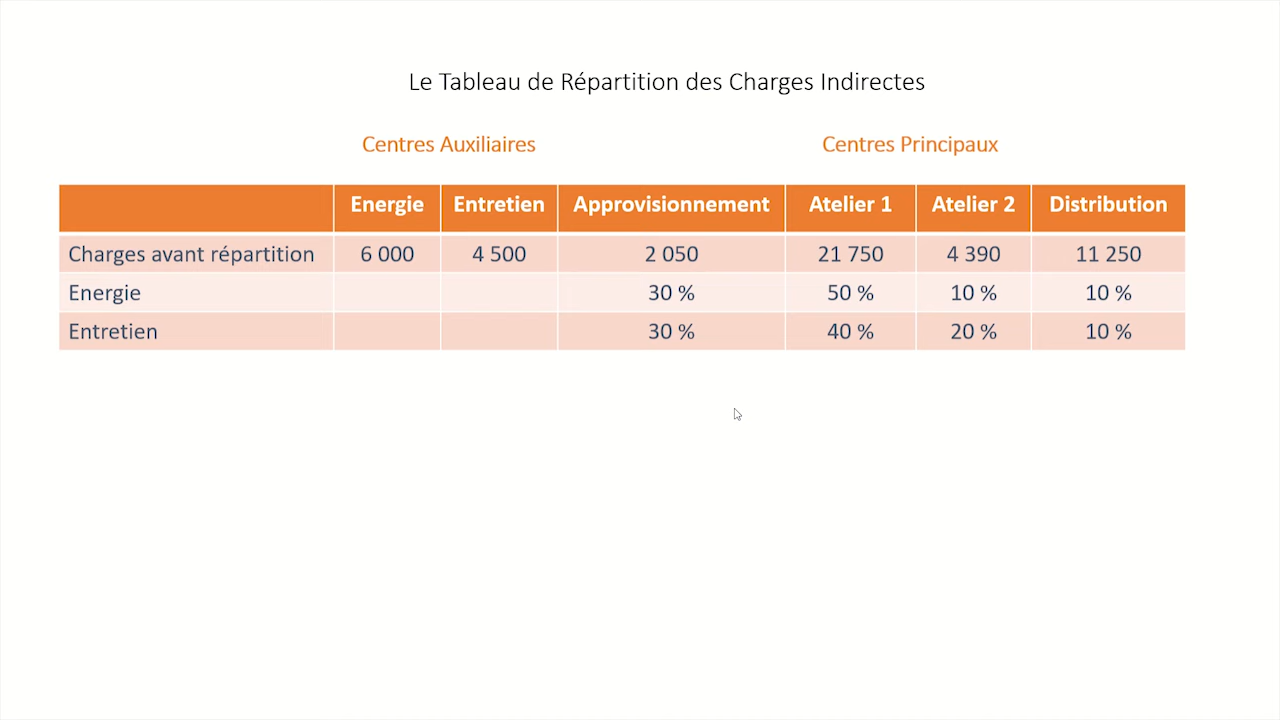 Le Tableau de Répartition des Charges Indirectes
Centres Auxiliaires Centres Principaux
Energie Entretien Approvisionnement Atelier 1 Atelier 2 Distribution
Charges avant répartition 6 000 4 500 2 050 21 750 4 390 11 250
Energie 30 % 50 % 10 % 10 %
Entretien 30 % 40 % 20 % 10 %